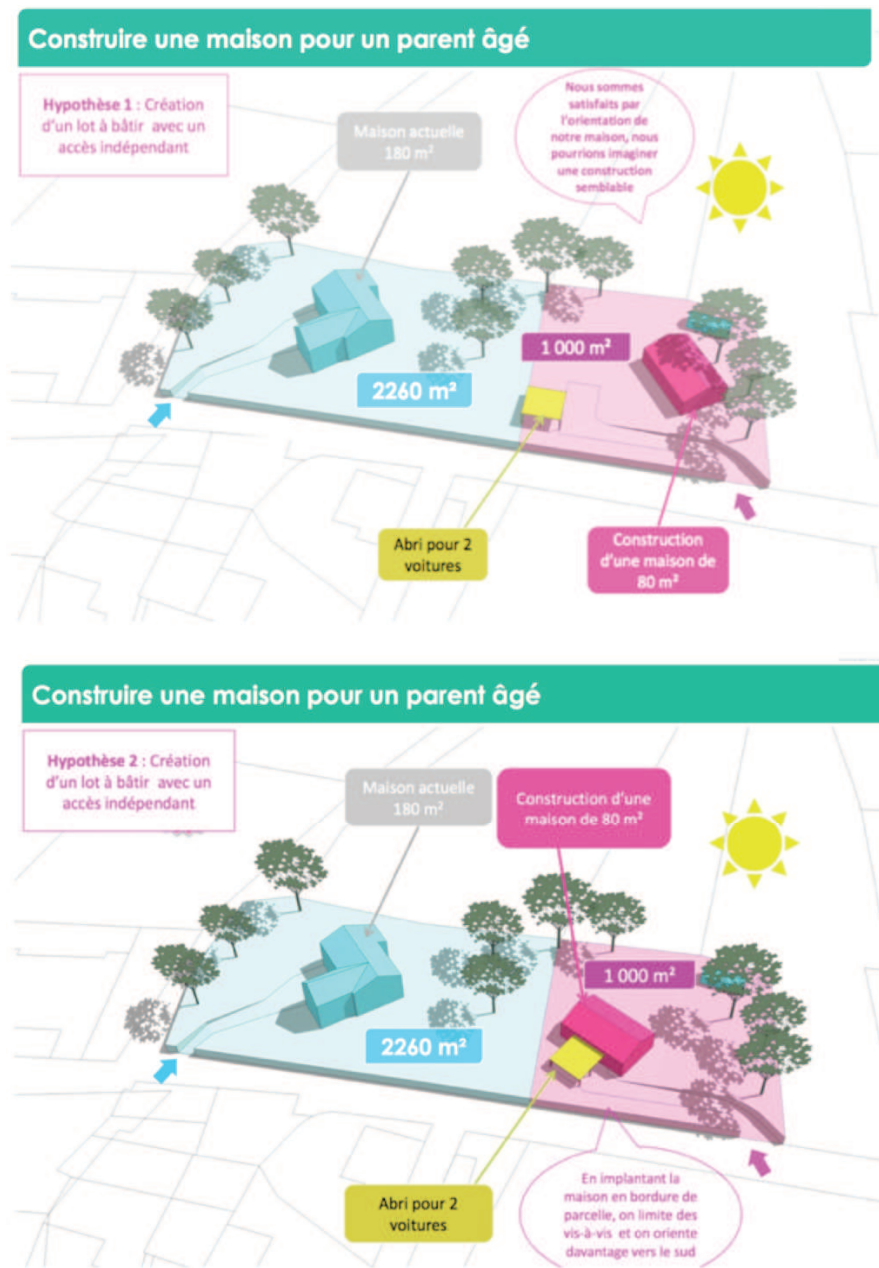 Construire une maison pour un parent âgé
Hypothèse 1 : Création
d'un lot à bâtir avec un
accès indépendant
Maison actuelle
180 m²
Nous sommes
satisfaits par
l'orientation de
notre maison, nous
pourrions imaginer
une construction
semblable
1 000 m²
2260 m²
Abri pour 2
voitures
Construction
d'une maison de
80 m²
Construire une maison pour un parent âgé
Hypothèse 2 : Création
d'un lot à bâtir avec un
accès indépendant
Maison actuelle
180 m²
Construction d'une
maison de 80 m²
1 000 m²
2260 m²
Abri pour 2
voitures
En implantant la
maison en bordure de
parcelle, on limite des
vis-à-vis et on oriente
davantage vers le sud